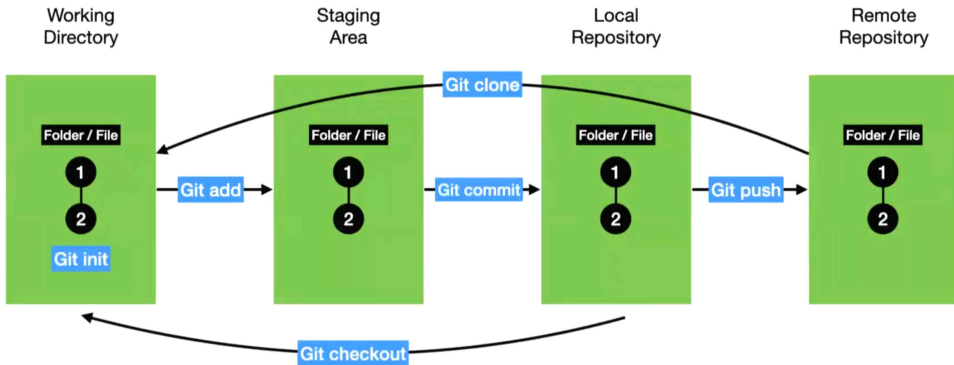 Working
Directory
Staging
Area
Local
Repository
Remote
Repository
Git clone
Folder / File
Folder / File
Folder / File
Folder / File
1
1
1
1
Git add
Git commit
Git push
2
2
2
2
Git init
Git checkout